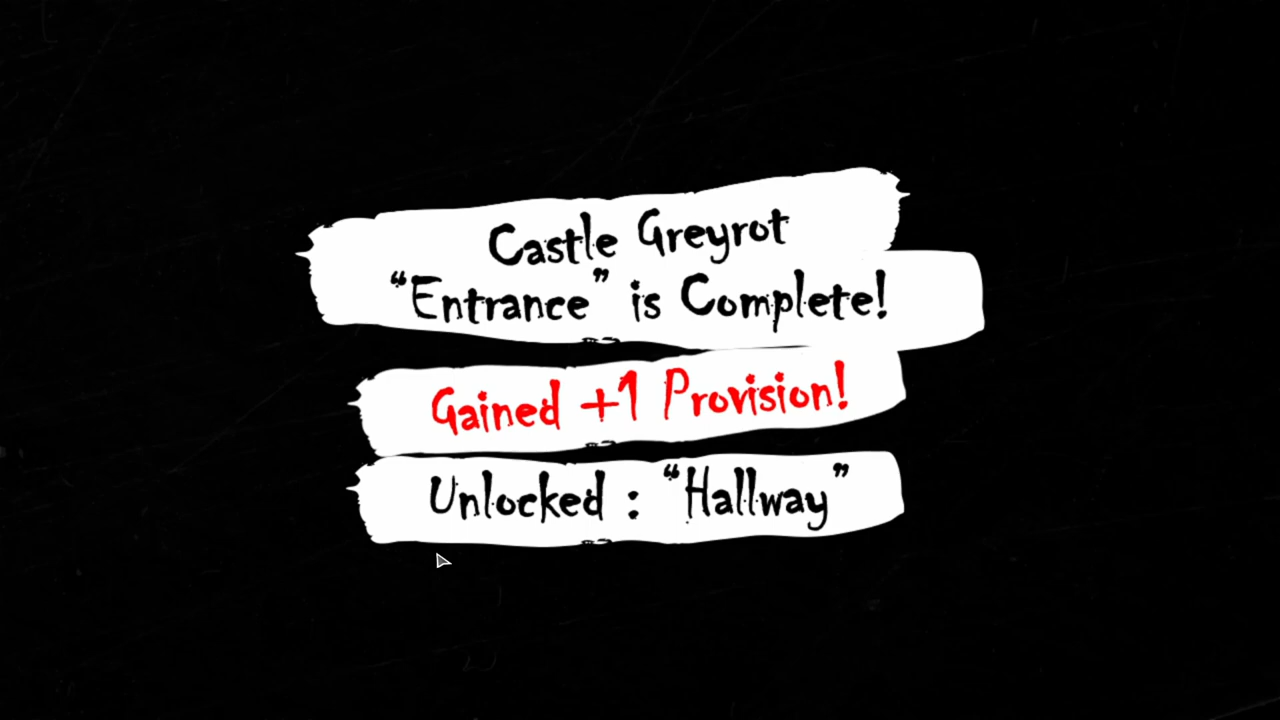 Castle Greyrot
“Entrance” is Complete!
Gained +1 Provision!
Unlocked : “Hallway”